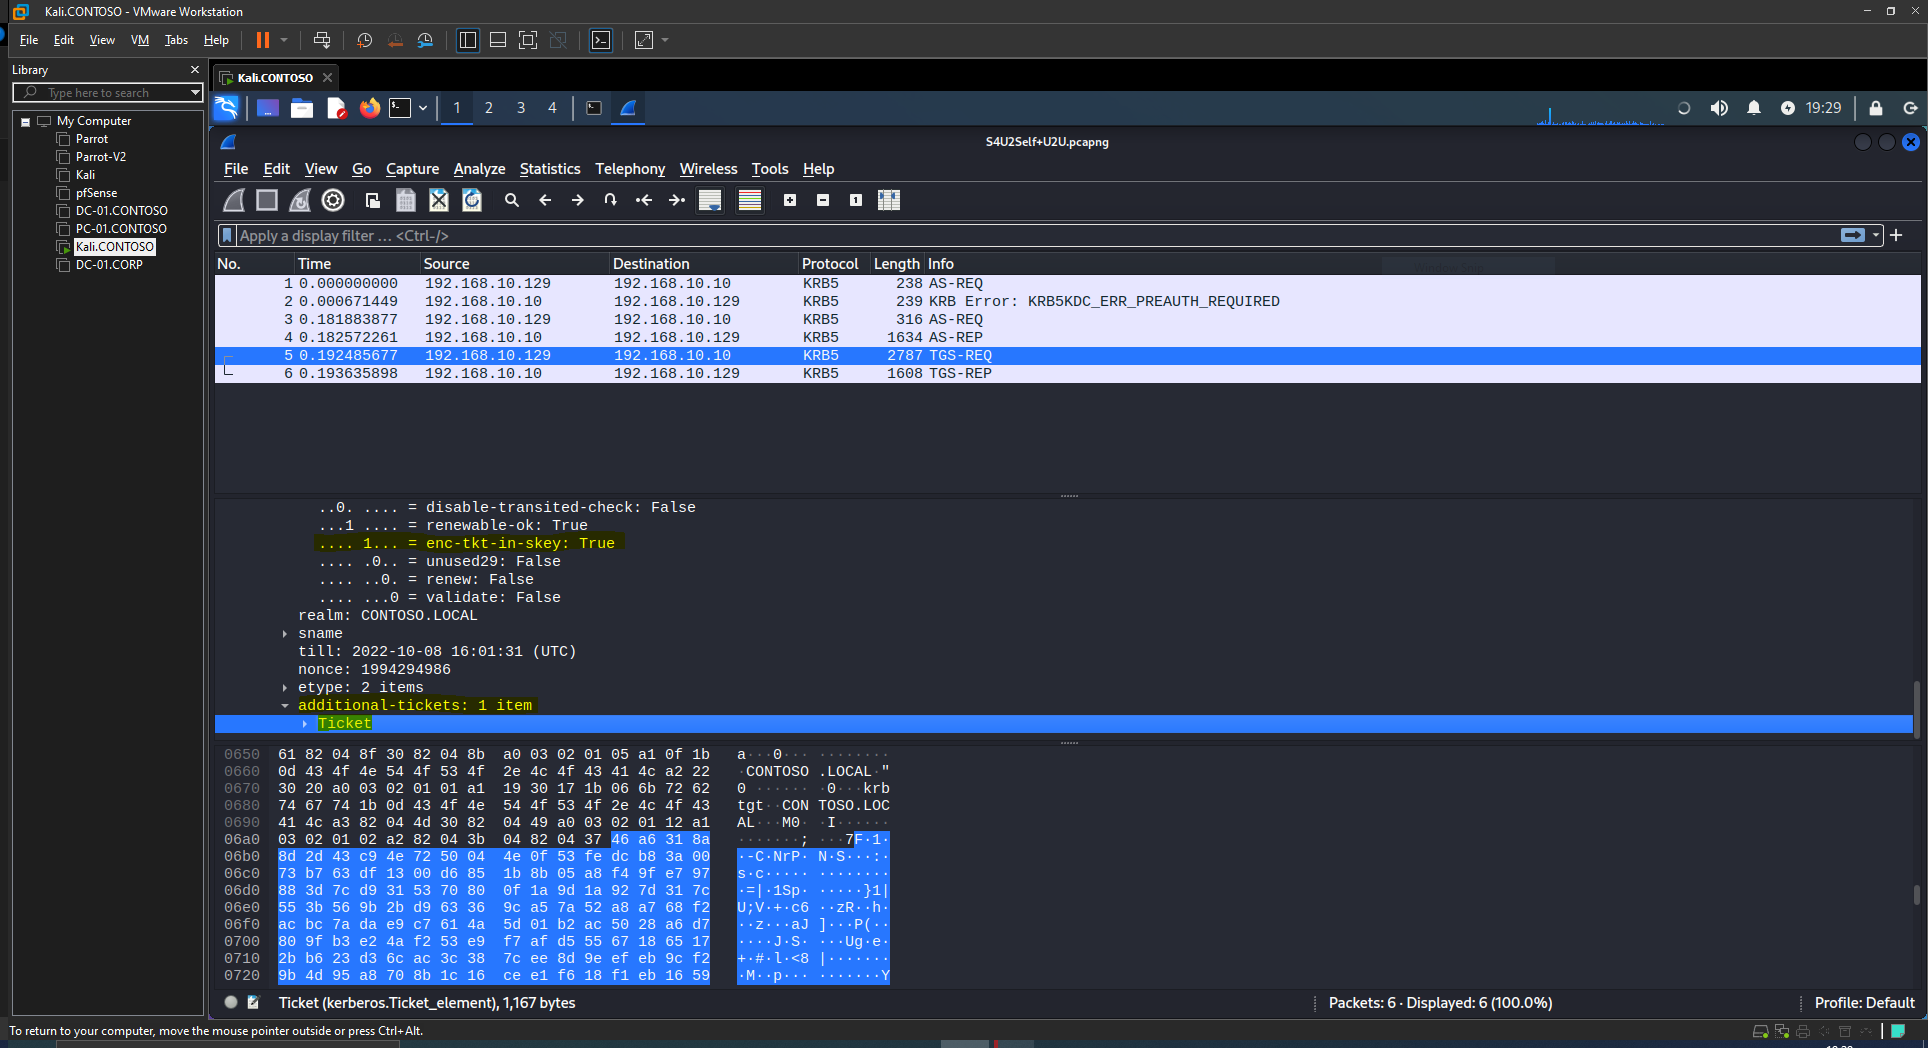 Kali.CONTOSO - VMware Workstation
File Edit View VM Tabs Help
Library
Type here to search
My Computer
Parrot
Parrot-V2
Kali
pfSense
DC-01.CONTOSO
PC-01.CONTOSO
Kali.CONTOSO
DC-01.CORP
Kali.CONTOSO
1 2 3 4 19:29
S4U2Self+U2U.pcapng
File Edit View Go Capture Analyze Statistics Telephony Wireless Tools Help
Apply a display filter ... <Ctrl-/>
No. Time Source Destination Protocol Length Info
1 0.000000000 192.168.10.129 192.168.10.10 KRB5 238 AS-REQ
2 0.000671449 192.168.10.10 192.168.10.129 KRB5 239 KRB Error: KRB5KDC_ERR_PREAUTH_REQUIRED
3 0.181883877 192.168.10.129 192.168.10.10 KRB5 316 AS-REQ
4 0.182572261 192.168.10.10 192.168.10.129 KRB5 1634 AS-REP
5 0.192485677 192.168.10.129 192.168.10.10 KRB5 2787 TGS-REQ
6 0.193635898 192.168.10.10 192.168.10.129 KRB5 1608 TGS-REP
..0. .... = disable-transited-check: False
...1 .... = renewable-ok: True
.... 1... = enc-tkt-in-skey: True
.... .0.. = unused29: False
.... ..0. = renew: False
.... ...0 = validate: False
realm: CONTOSO.LOCAL
sname
till: 2022-10-08 16:01:31 (UTC)
nonce: 1994294986
etype: 2 items
additional-tickets: 1 item
Ticket
0650 61 82 04 8f 30 82 04 8b a0 03 02 01 05 a1 0f 1b a···0··· ········
0660 0d 43 4f 4e 54 4f 53 4f 2e 4c 4f 43 41 4c a2 22 ·CONTOSO .LOCAL·"
0670 30 20 a0 03 02 01 01 a1 19 30 17 1b 06 6b 72 62 0 ······ ·0···krb
0680 74 67 74 1b 0d 43 4f 4e 54 4f 53 4f 2e 4c 4f 43 tgt··CON TOSO.LOC
0690 41 4c a3 82 04 4d 30 82 04 49 a0 03 02 01 12 a1 AL···M0· ·I······
06a0 03 02 01 02 a2 82 04 3b 04 82 04 37 46 a6 31 8a ·······; ···7F·1·
06b0 8d 2d 43 c9 4e 72 50 04 4e 0f 53 fe dc b8 3a 00 ·-C·NrP· N·S···:·
06c0 73 b7 63 df 13 00 d6 85 1b 8b 05 a8 f4 9f e7 97 s·c····· ········
06d0 88 3d 7c d9 31 53 70 80 0f 1a 9d 1a 92 7d 31 7c ·=|·1Sp· ·····}1|
06e0 55 3b 56 9b 2b d9 63 36 9c a5 7a 52 a8 a7 68 f2 U;V·+·c6 ··zR··h·
06f0 ac bc 7a da e9 c7 61 4a 5d 01 b2 ac 50 28 a6 d7 ··z···aJ ]···P(··
0700 80 9f b3 e2 4a f2 53 e9 f7 af d5 55 67 18 65 17 ····J·S· ···Ug·e·
0710 2b b6 23 d3 6c ac 3c 38 7c ee 8d 9e ef eb 9c f2 +·#·l·<8 |·······
0720 9b 4d 95 a8 70 8b 1c 16 ce e1 f6 18 f1 eb 16 59 ·M··p··· ·······Y
Ticket (kerberos.Ticket_element), 1,167 bytes Packets: 6 · Displayed: 6 (100.0%) Profile: Default
To return to your computer, move the mouse pointer outside or press Ctrl+Alt.